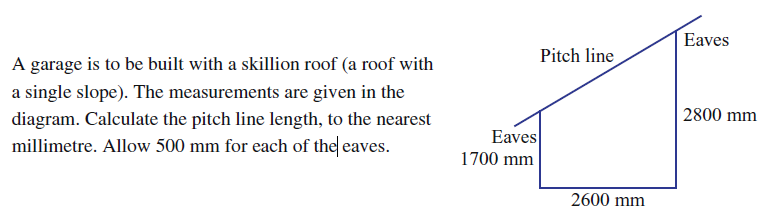 A garage is to be built with a skillion roof (a roof with
a single slope). The measurements are given in the
diagram. Calculate the pitch line length, to the nearest
millimetre. Allow 500 mm for each of the eaves.
Pitch line
Eaves
2800 mm
Eaves
1700 mm
2600 mm